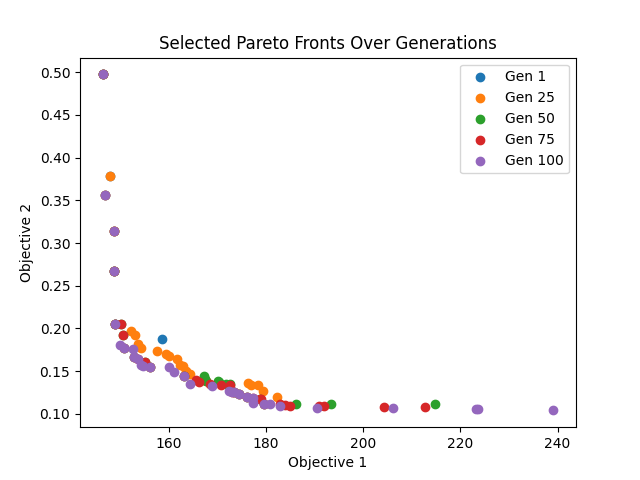 Selected Pareto Fronts Over Generations
Gen 1
Gen 25
Gen 50
Gen 75
Gen 100
0.50
0.45
0.40
0.35
0.30
0.25
0.20
0.15
0.10
Objective 2
160
180
200
220
240
Objective 1